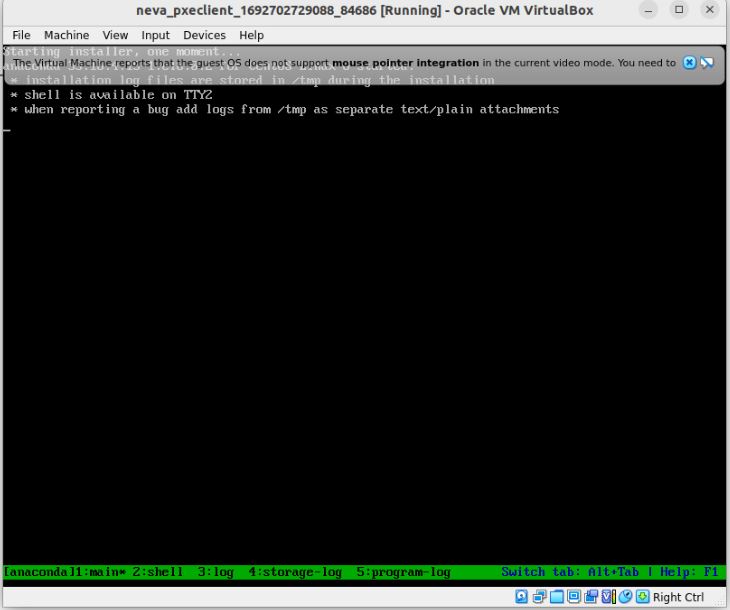 neva_pxeclient_1692702729088_84686 [Running] - Oracle VM VirtualBox
File Machine View Input Devices Help
Starting installer, one moment...
The Virtual Machine reports that the guest OS does not support mouse pointer integration in the current video mode. You need to
* installation log files are stored in /tmp during the installation
* shell is available on TTY2
* when reporting a bug add logs from /tmp as separate text/plain attachments
[anaconda]1:main* 2:shell 3:log 4:storage-log 5:program-log Switch tab: Alt+Tab | Help: F1
Right Ctrl